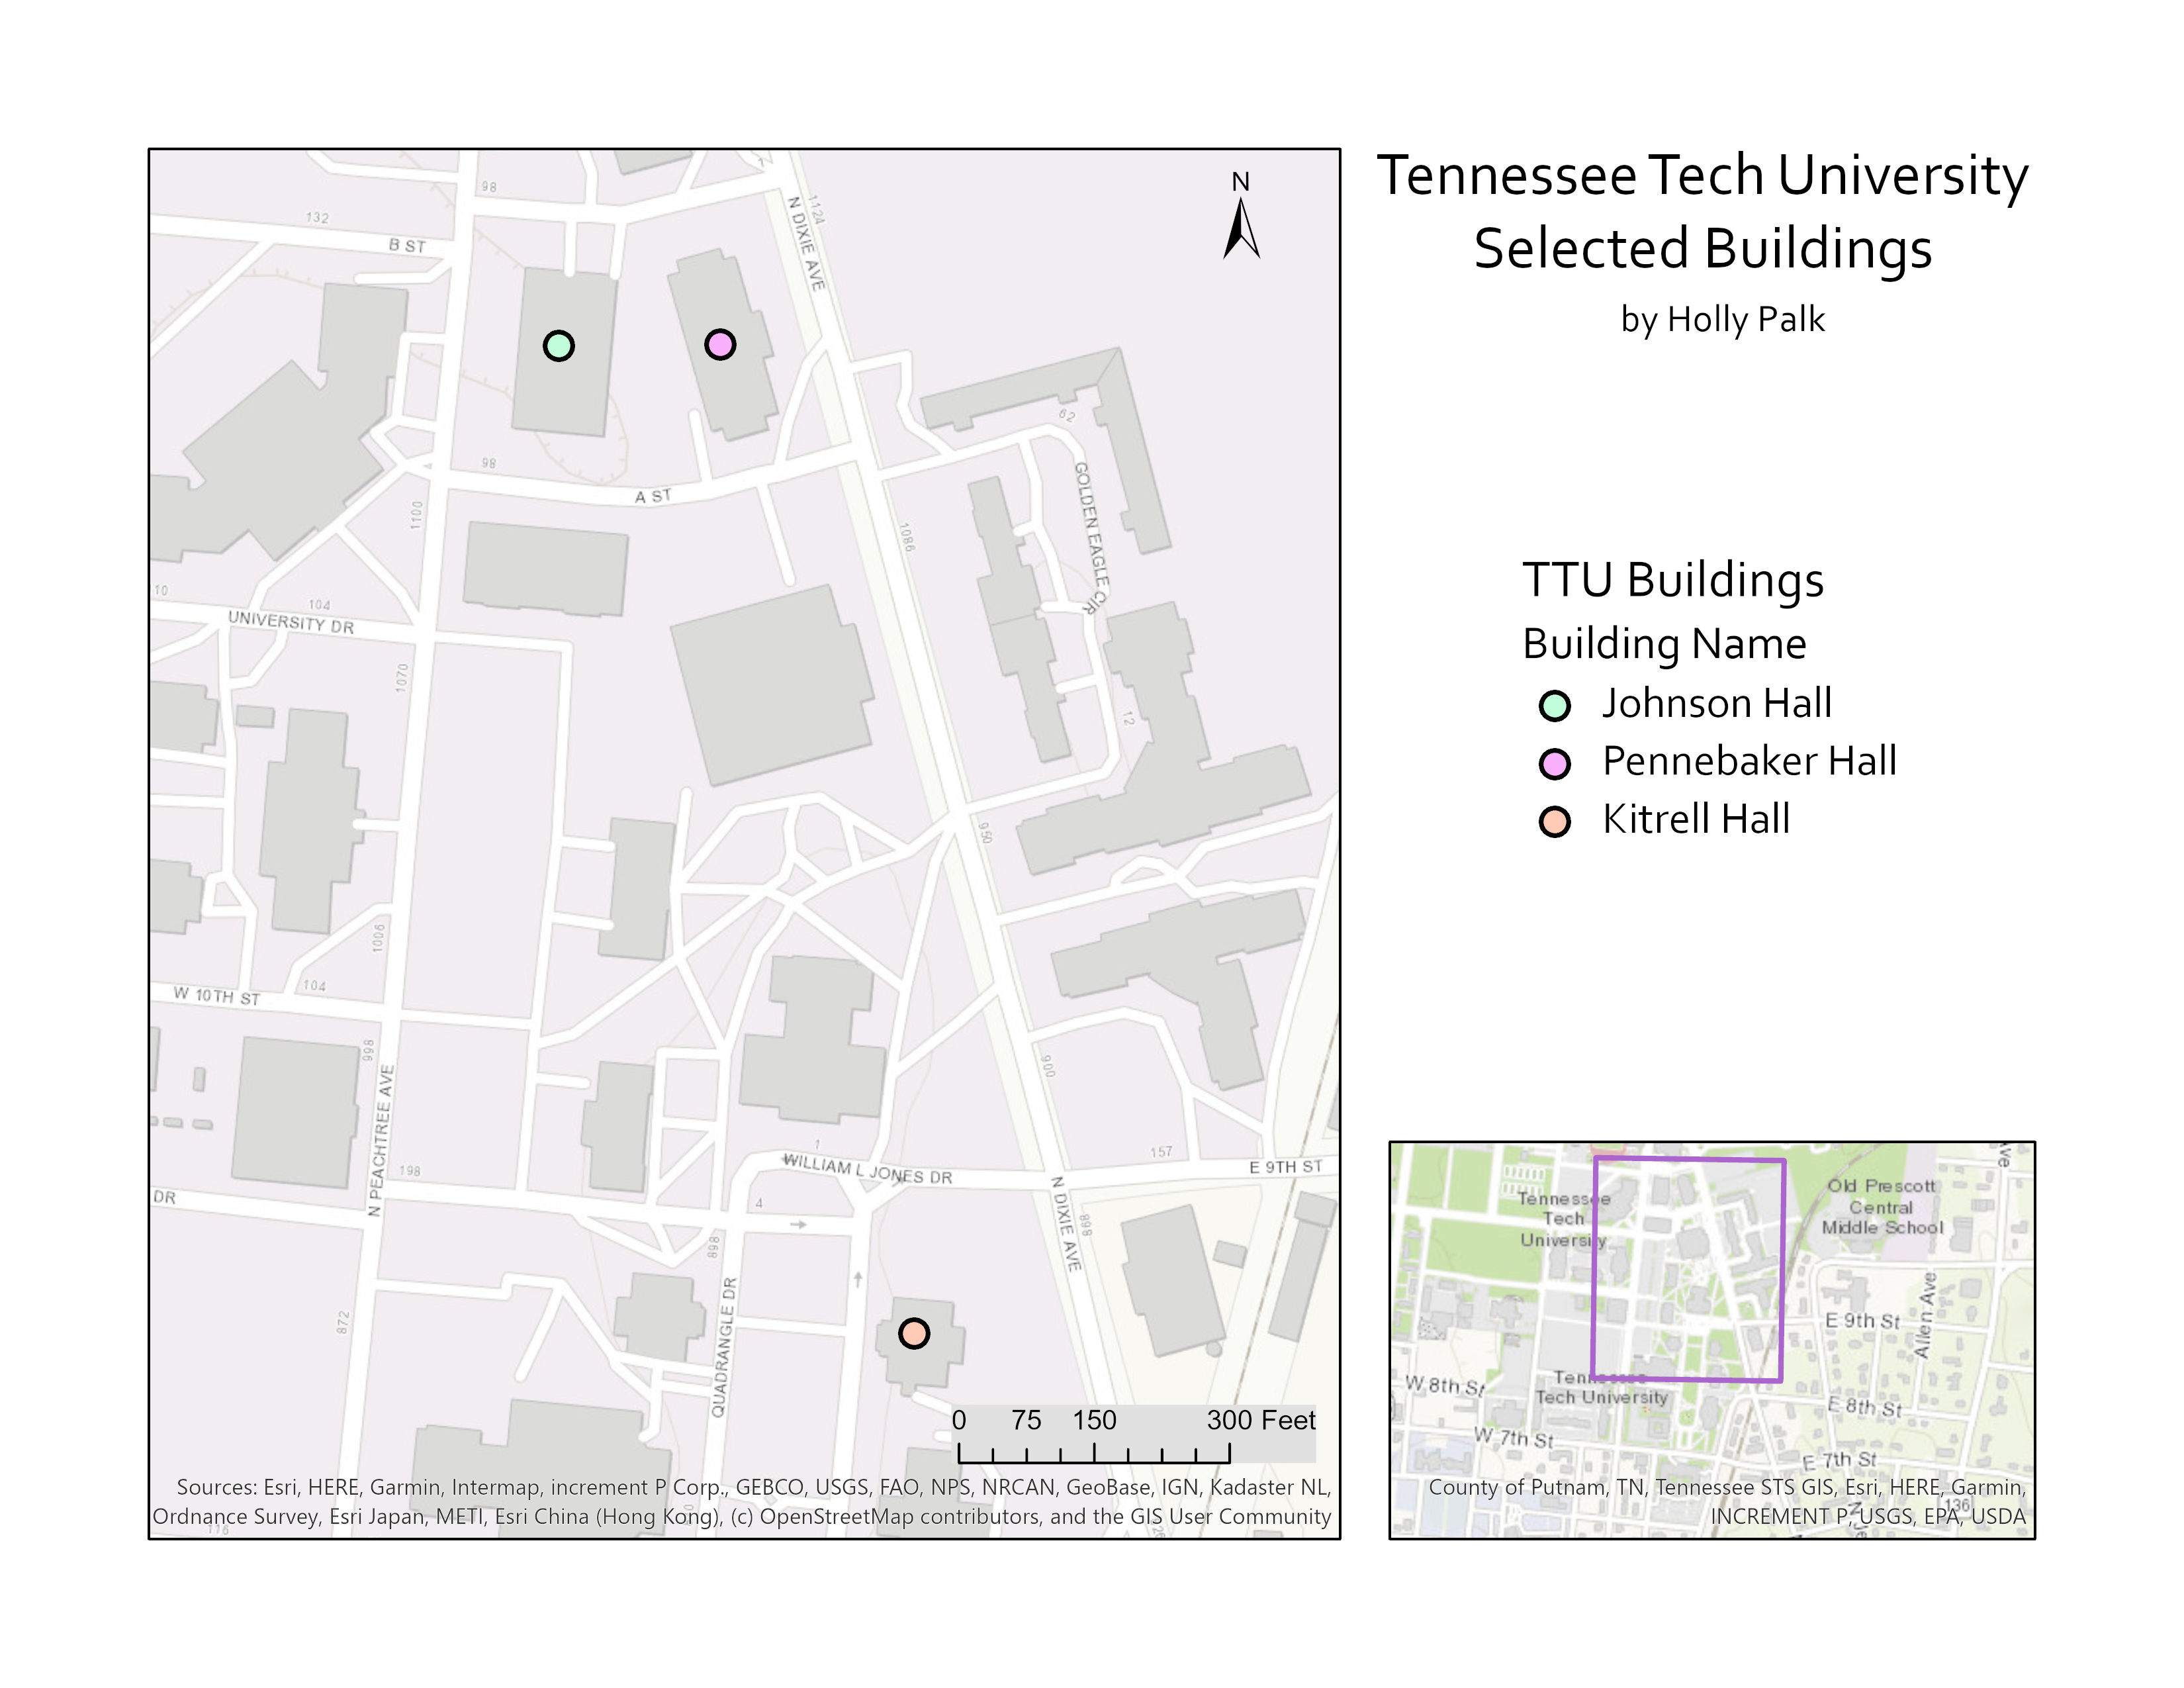 Tennessee Tech University
Selected Buildings
by Holly Palk
TTU Buildings
Building Name
Johnson Hall
Pennebaker Hall
Kitrell Hall
N
98
132
B ST
N DIXIE AVE
1124
62
98
A ST
1100
1086
GOLDEN EAGLE CIR
10
104
UNIVERSITY DR
1070
12
950
1006
104
W 10TH ST
998
900
N PEACHTREE AVE
1
WILLIAM L JONES DR
157
E 9TH ST
198
DR
4
N DIXIE AVE
898
898
872
QUADRANGLE DR
0 75 150 300 Feet
Sources: Esri, HERE, Garmin, Intermap, increment P Corp., GEBCO, USGS, FAO, NPS, NRCAN, GeoBase, IGN, Kadaster NL,
Ordnance Survey, Esri Japan, METI, Esri China (Hong Kong), (c) OpenStreetMap contributors, and the GIS User Community
116
Ave
Tennessee
Tech
University
Old Prescott
Central
Middle School
E 9th St
Allen Ave
Tennessee
Tech University
W 8th St
E 8th St
W 7th St
E 7th St
136
County of Putnam, TN, Tennessee STS GIS, Esri, HERE, Garmin,
INCREMENT P, USGS, EPA, USDA